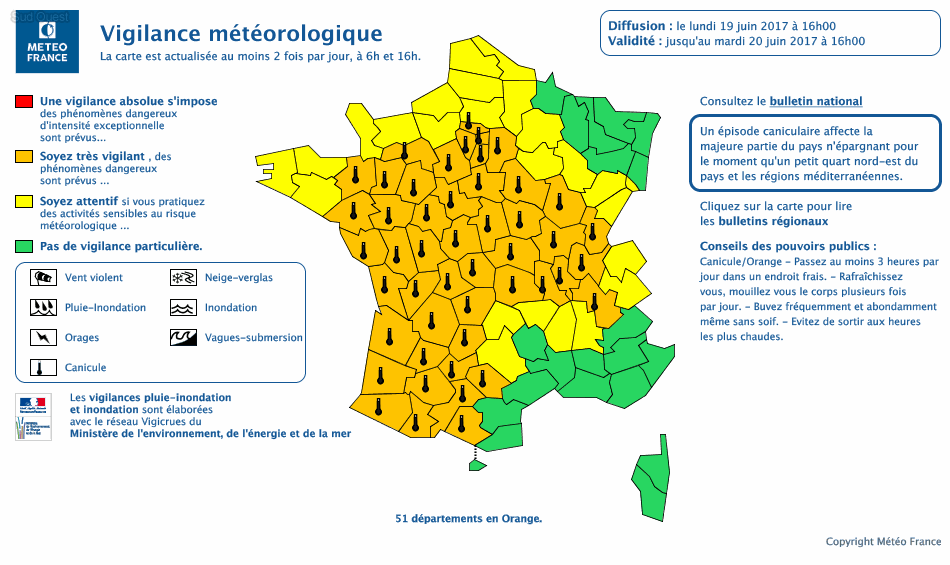 Sud Ouest
METEO
FRANCE
Vigilance météorologique
La carte est actualisée au moins 2 fois par jour, à 6h et 16h.
Diffusion : le lundi 19 juin 2017 à 16h00
Validité : jusqu'au mardi 20 juin 2017 à 16h00
Une vigilance absolue s'impose
des phénomènes dangereux
d'intensité exceptionnelle
sont prévus...
Soyez très vigilant , des
phénomènes dangereux
sont prévus ...
Soyez attentif si vous pratiquez
des activités sensibles au risque
météorologique ...
Pas de vigilance particulière.
Vent violent
Neige-verglas
Pluie-Inondation
Inondation
Orages
Vagues-submersion
Canicule
Les vigilances pluie-inondation
et inondation sont élaborées
avec le réseau Vigicrues du
Ministère de l'environnement, de l'énergie et de la mer
Consultez le bulletin national
Un épisode caniculaire affecte la
majeure partie du pays n'épargnant pour
le moment qu'un petit quart nord-est du
pays et les régions méditerranéennes.
Cliquez sur la carte pour lire
les bulletins régionaux
Conseils des pouvoirs publics :
Canicule/Orange - Passez au moins 3 heures par
jour dans un endroit frais. - Rafraîchissez
vous, mouillez vous le corps plusieurs fois
par jour. - Buvez fréquemment et abondamment
même sans soif. - Evitez de sortir aux heures
les plus chaudes.
51 départements en Orange.
Copyright Météo France